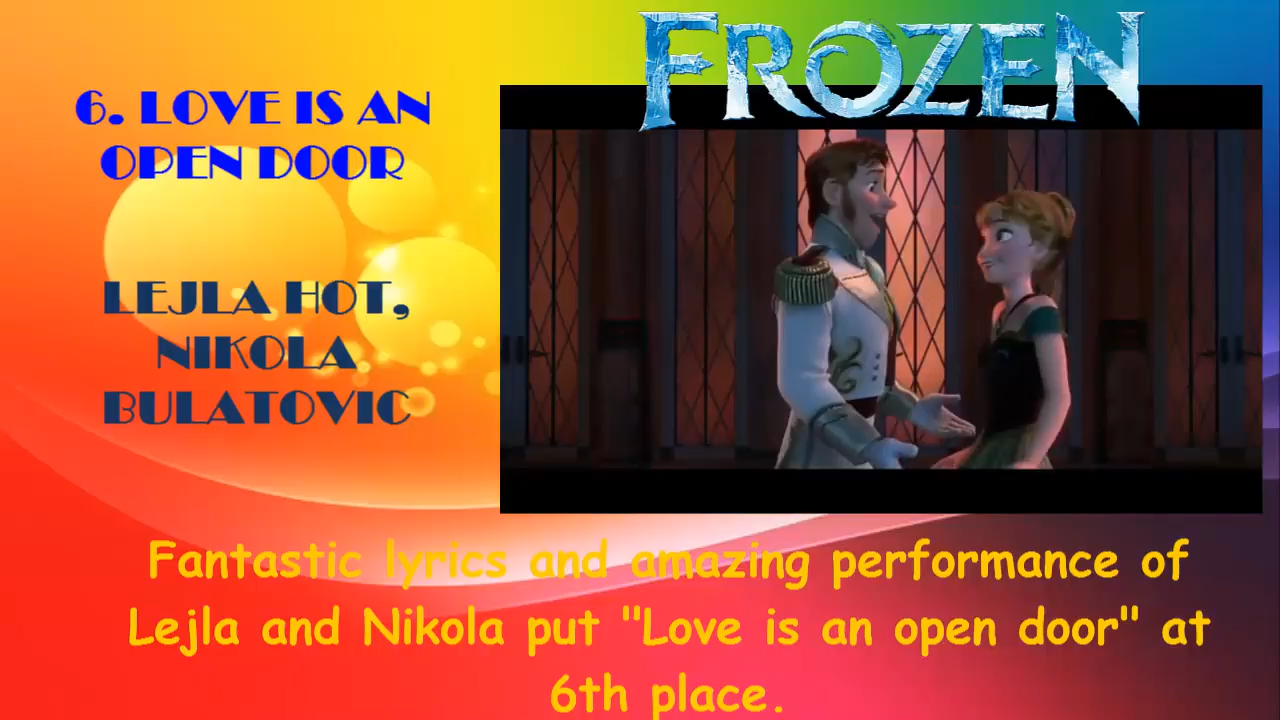 FROZEN
6. LOVE IS AN
OPEN DOOR
LEJLA HOT,
NIKOLA
BULATOVIC
Fantastic lyrics and amazing performance of
Lejla and Nikola put "Love is an open door" at
6th place.